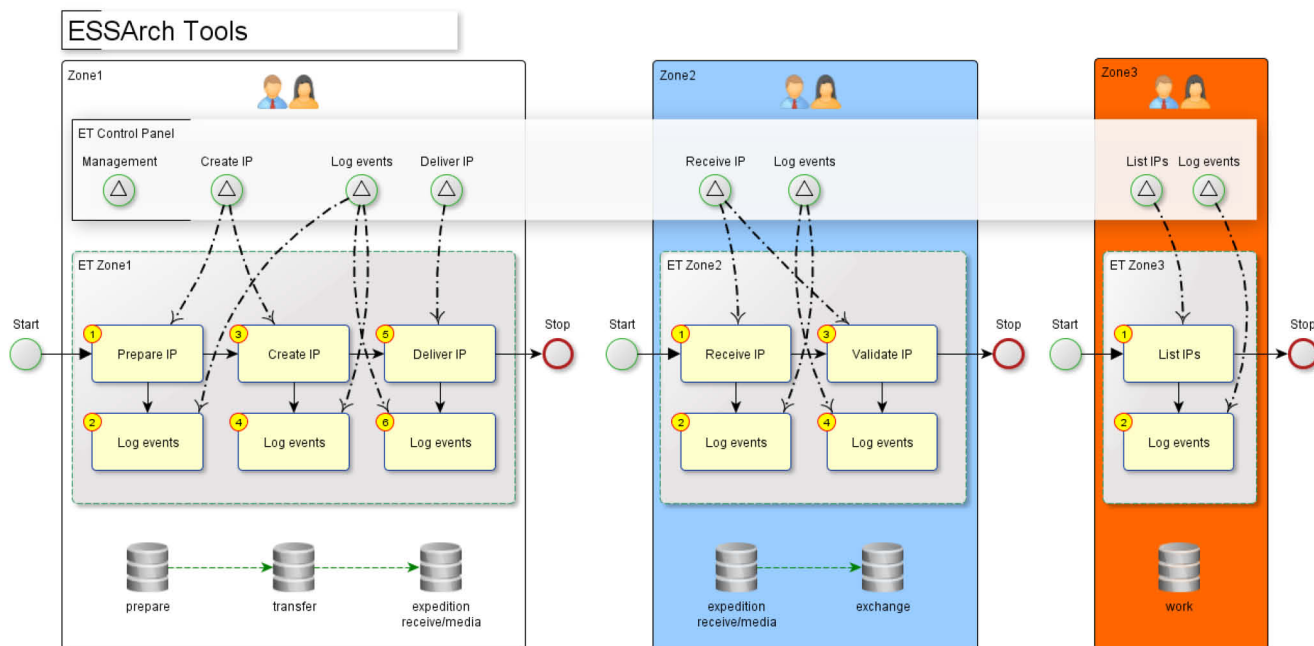 ESSArch Tools
Zone1
Zone2
Zone3
ET Control Panel
Management
Create IP
Log events
Deliver IP
Receive IP
Log events
List IPs
Log events
ET Zone1
ET Zone2
ET Zone3
Start
1
Prepare IP
3
Create IP
5
Deliver IP
Stop
2
Log events
4
Log events
6
Log events
Start
1
Receive IP
3
Validate IP
Stop
2
Log events
4
Log events
Start
1
List IPs
Stop
2
Log events
prepare
transfer
expedition
receive/media
expedition
receive/media
exchange
work